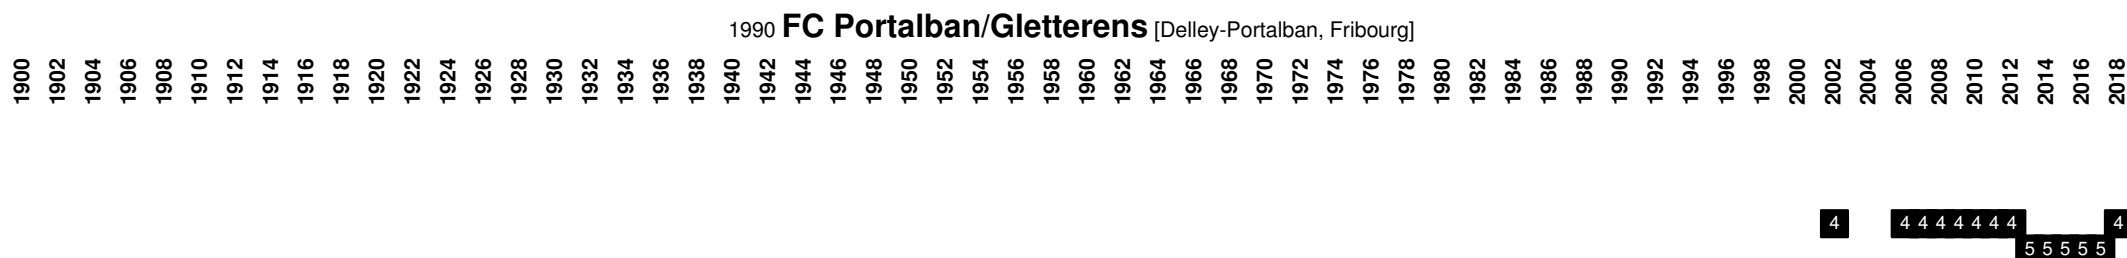 1990 FC Portalban/Gletterens [Delley-Portalban, Fribourg]
1900 1902 1904 1906 1908 1910 1912 1914 1916 1918 1920 1922 1924 1926 1928 1930 1932 1934 1936 1938 1940 1942 1944 1946 1948 1950 1952 1954 1956 1958 1960 1962 1964 1966 1968 1970 1972 1974 1976 1978 1980 1982 1984 1986 1988 1990 1992 1994 1996 1998 2000 2002 2004 2006 2008 2010 2012 2014 2016 2018
4 4 4 4 4 4 4 4 4
5 5 5 5 5